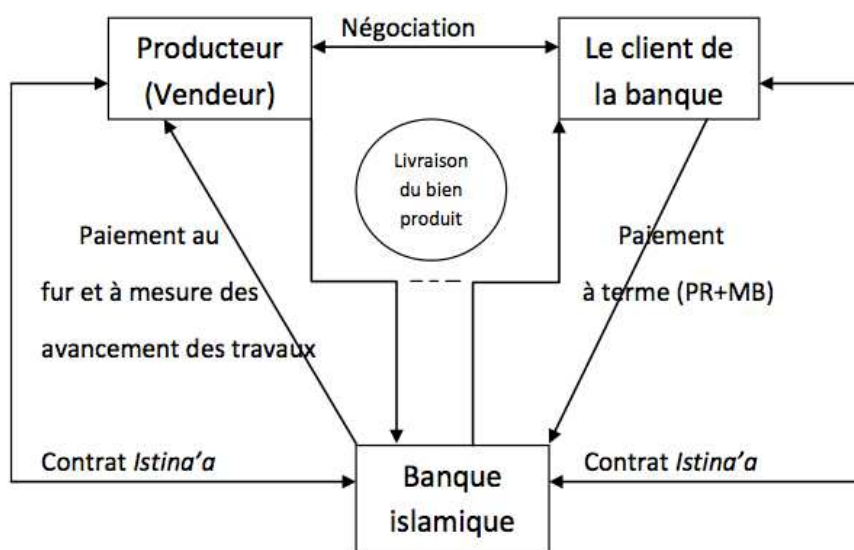 Producteur
(Vendeur)
Négociation
Le client de
la banque
Livraison
du bien
produit
Paiement au
fur et à mesure des
avancement des travaux
Paiement
à terme (PR+MB)
Contrat Istina’a
Banque
islamique
Contrat Istina’a